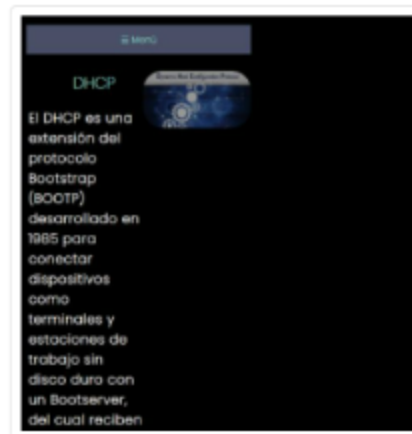 ☰ Menú
DHCP
El DHCP es una
extensión del
protocolo
Bootstrap
(BOOTP)
desarrollado en
1985 para
conectar
dispositivos
como
terminales y
estaciones de
trabajo sin
disco duro con
un Bootserver,
del cual reciben